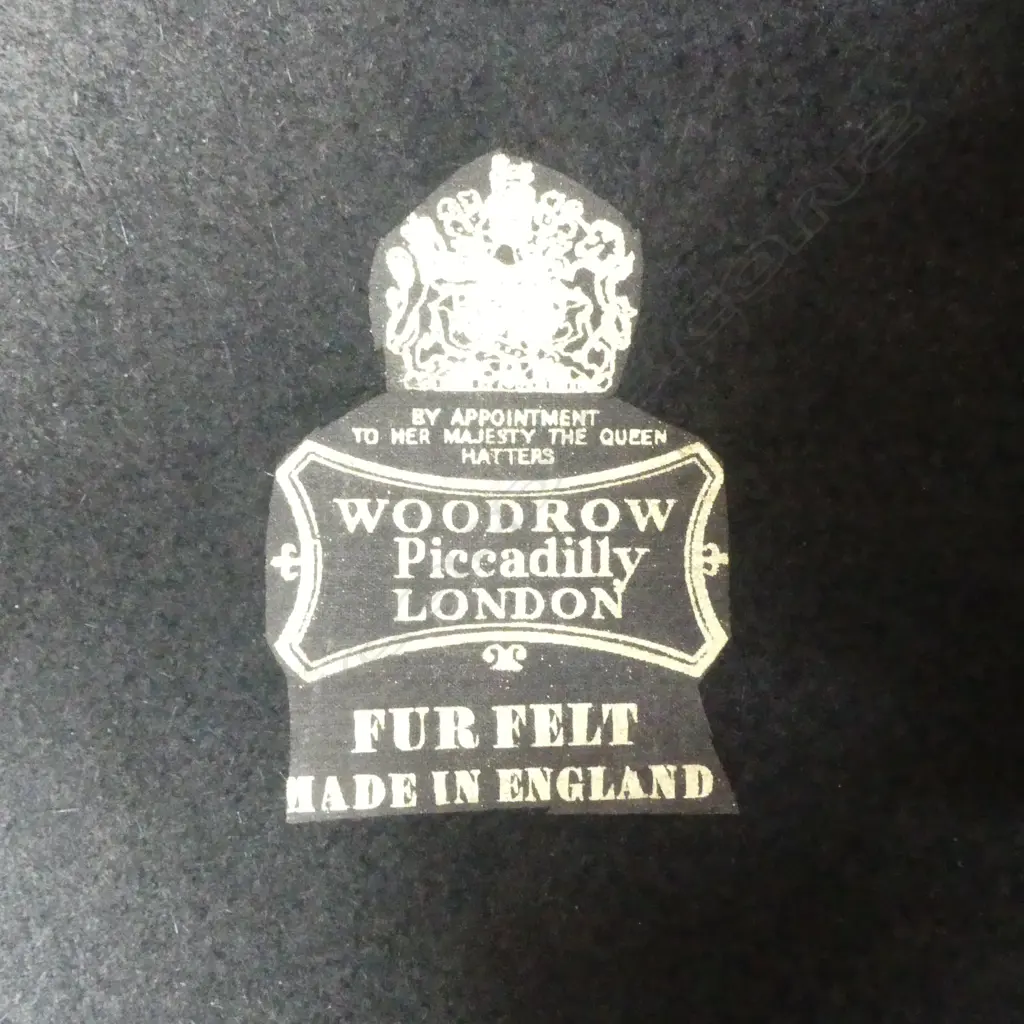 BY APPOINTMENT
TO HER MAJESTY THE QUEEN
HATTERS
WOODROW
Piccadilly
LONDON
FUR FELT
MADE IN ENGLAND